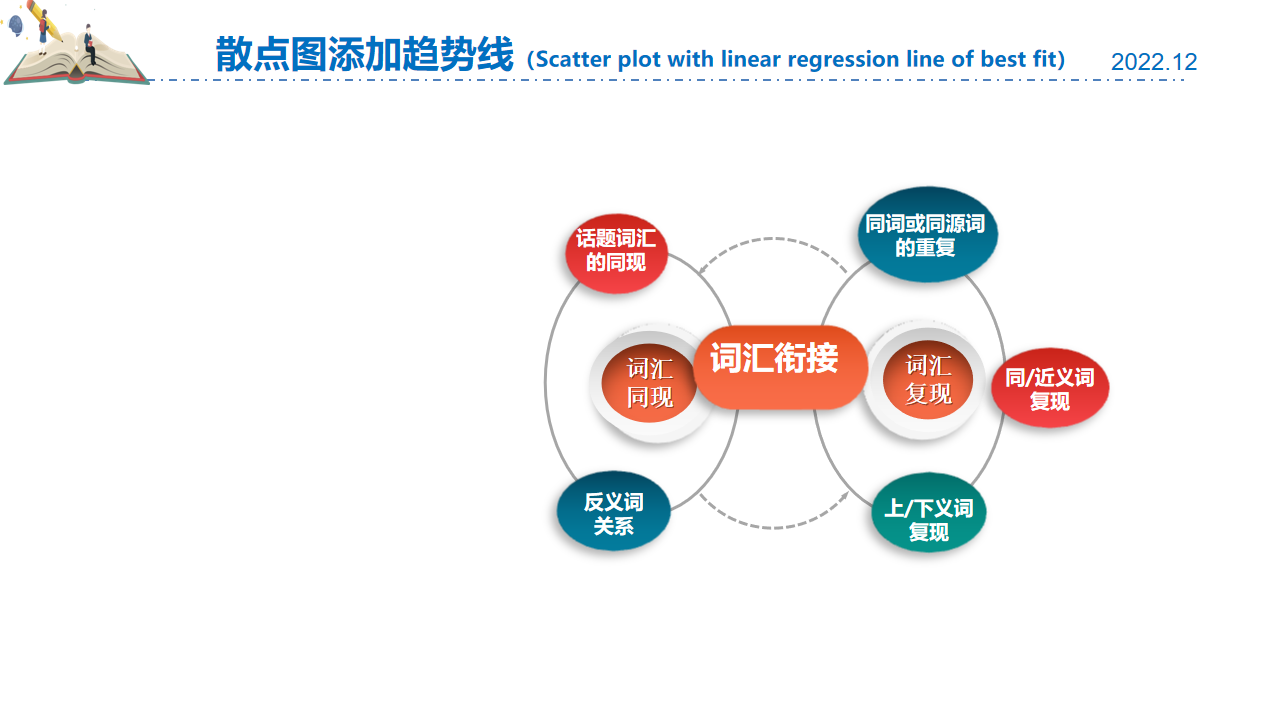 散点图添加趋势线（Scatter plot with linear regression line of best fit)
2022.12
话题词汇
的同现
同词或同源词
的重复
词汇
同现
词汇衔接
词汇
复现
同/近义词
复现
反义词
关系
上/下义词
复现